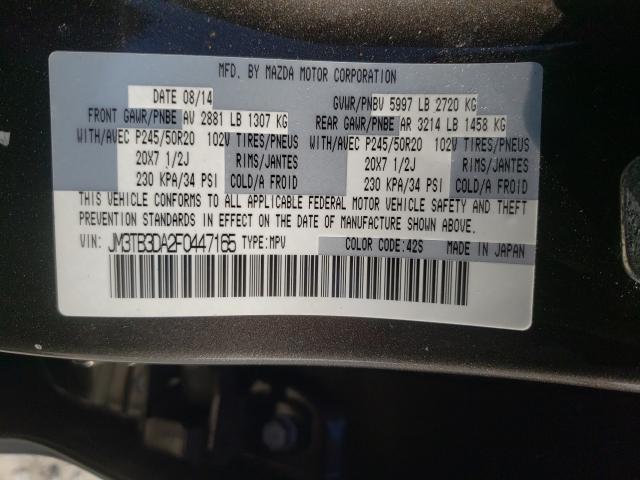 MFD. BY MAZDA MOTOR CORPORATION
DATE 08/14 GVWR/PNBV 5997 LB 2720 KG
FRONT GAWR/PNBE AV 2881 LB 1307 KG REAR GAWR/PNBE AR 3214 LB 1458 KG
WITH/AVEC P245/50R20 102V TIRES/PNEUS WITH/AVEC P245/50R20 102V TIRES/PNEUS
20X7 1/2J RIMS/JANTES 20X7 1/2J RIMS/JANTES
230 KPA/34 PSI COLD/A FROID 230 KPA/34 PSI COLD/A FROID
THIS VEHICLE CONFORMS TO ALL APPLICABLE FEDERAL MOTOR VEHICLE SAFETY AND THEFT
PREVENTION STANDARDS IN EFFECT ON THE DATE OF MANUFACTURE SHOWN ABOVE.
VIN: JM3TB3DA2F0447165 TYPE:MPV COLOR CODE:42S MADE IN JAPAN